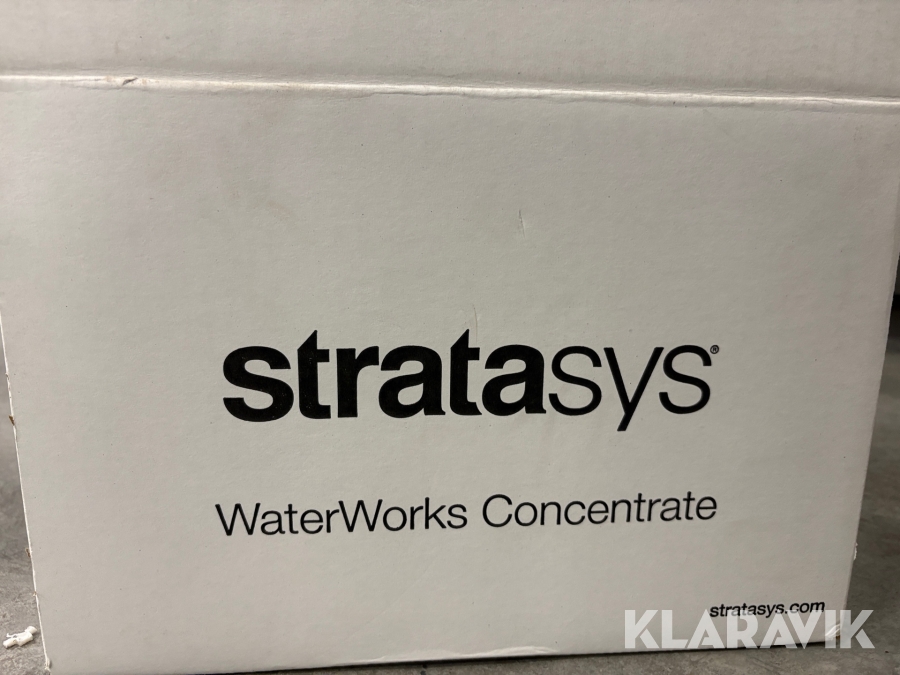 stratasys®
WaterWorks Concentrate
stratasys.com
KLARAVIK